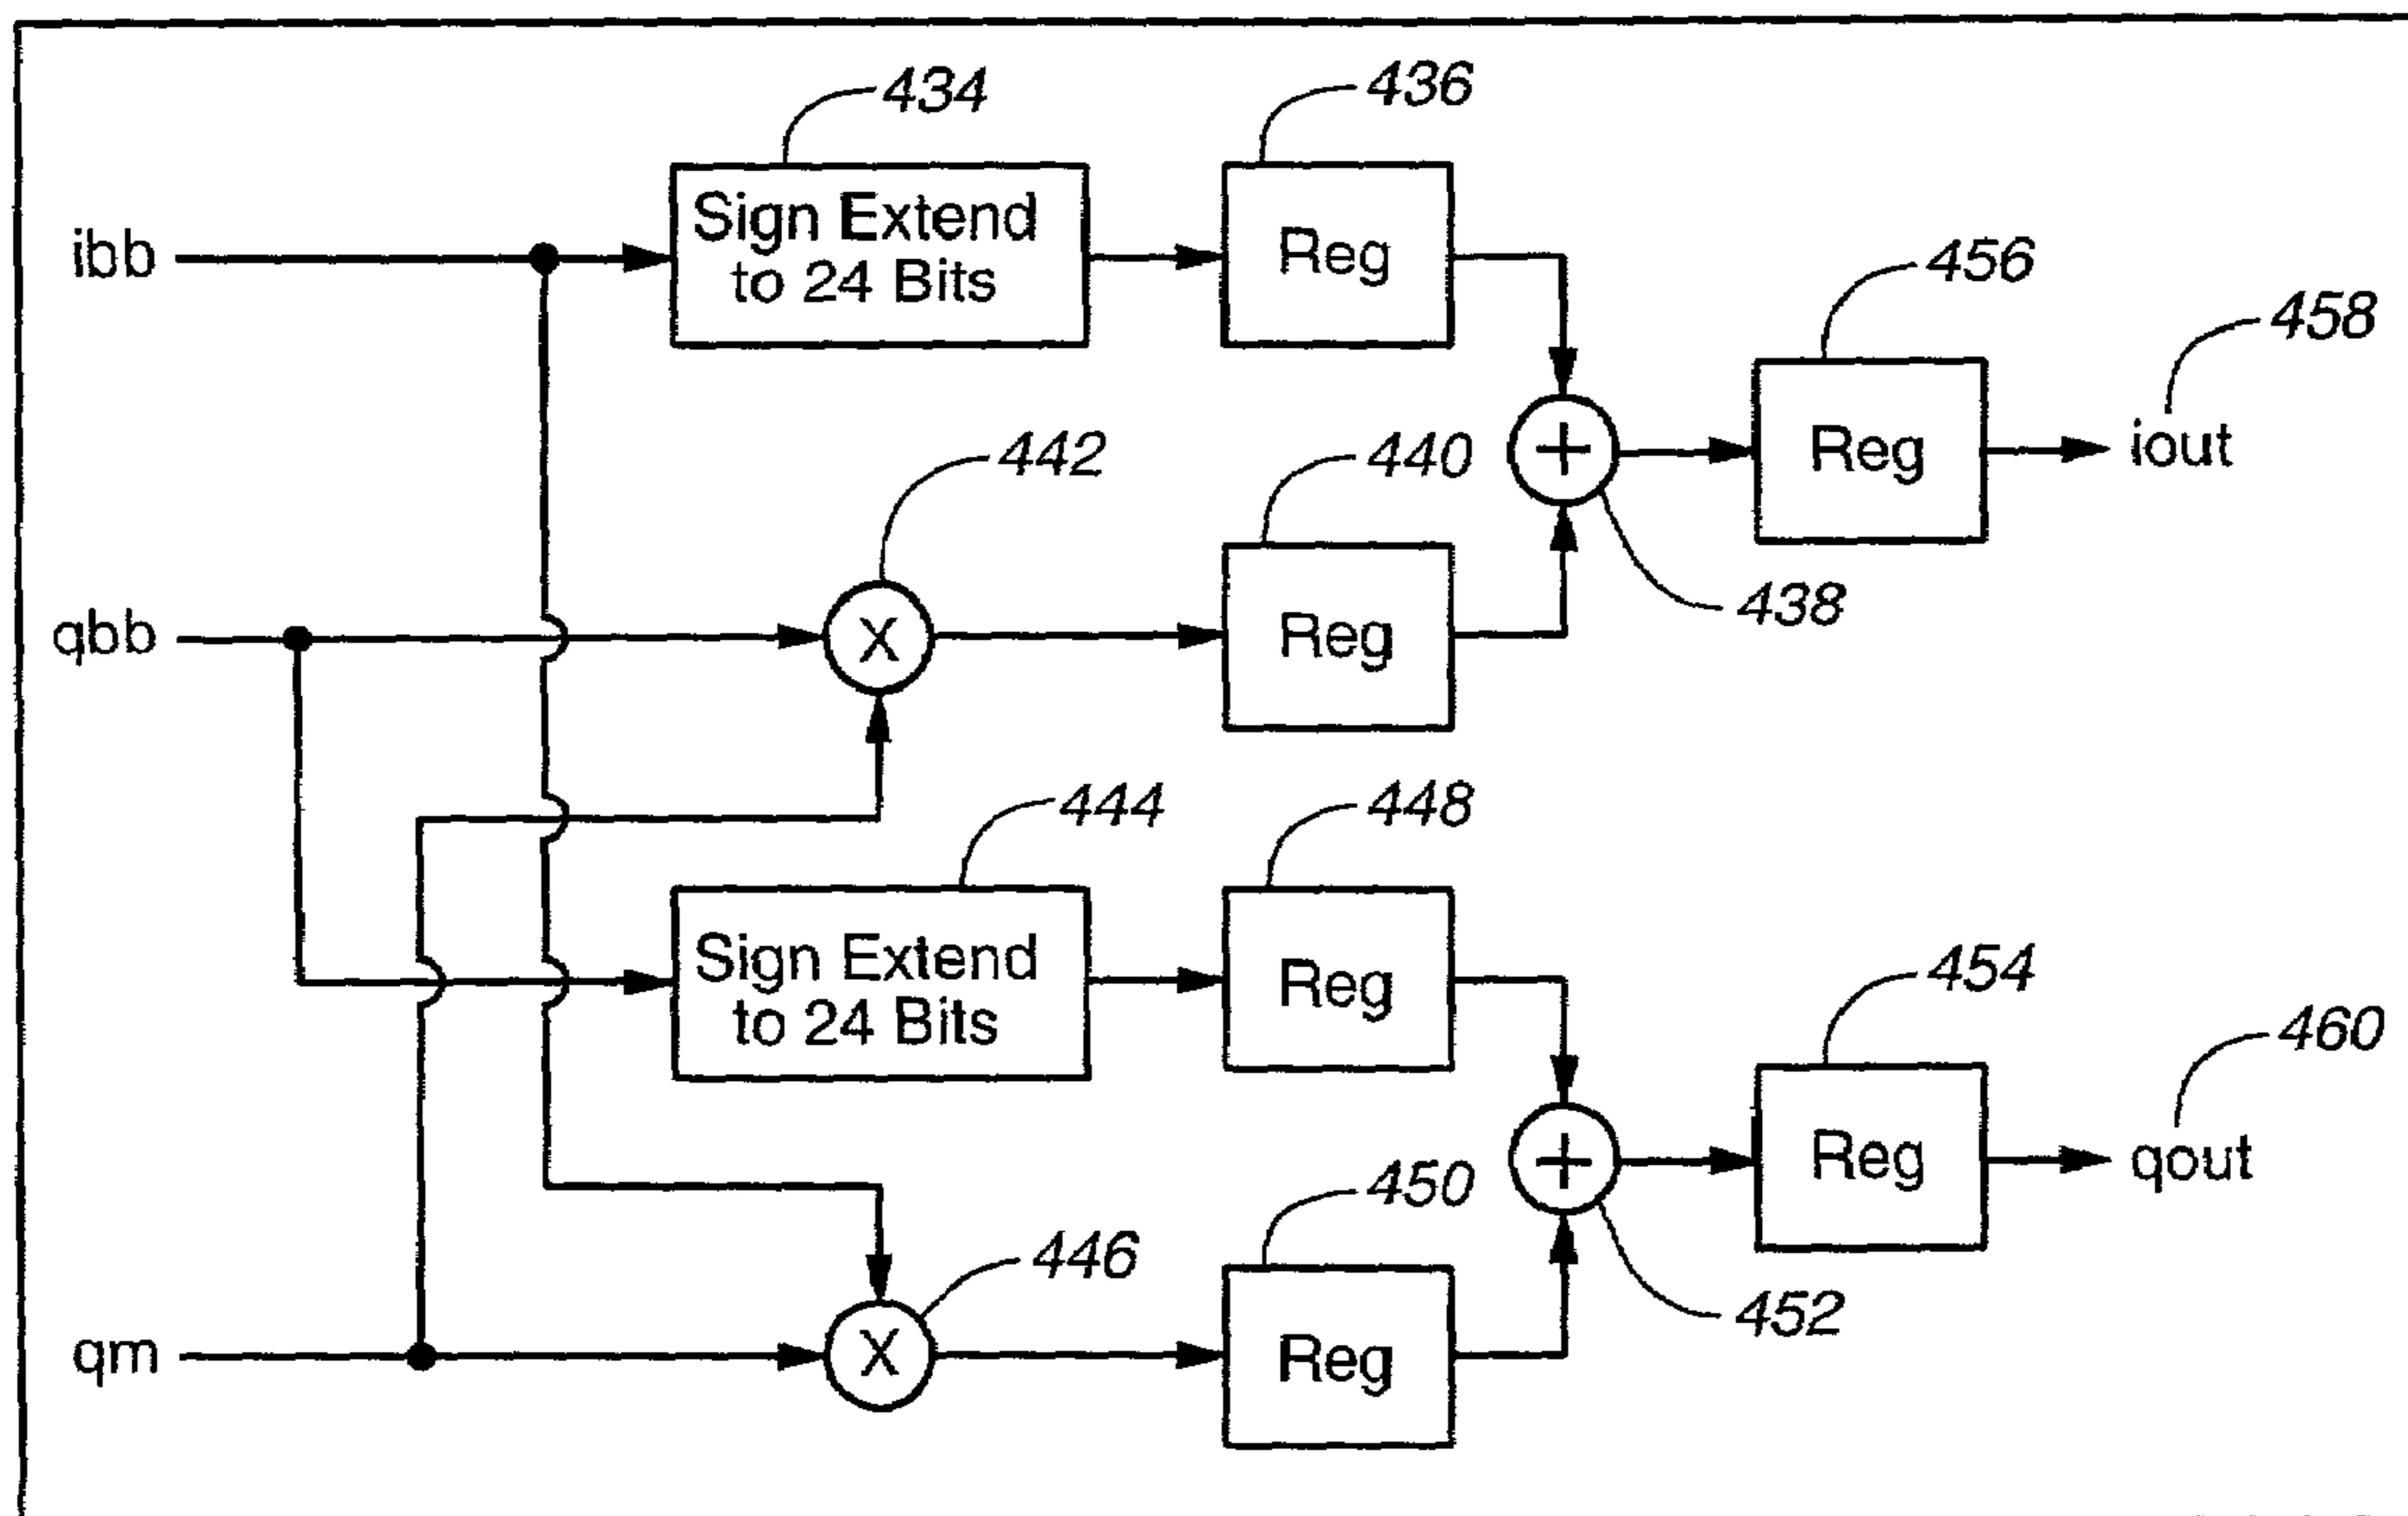 434
436
ibb
Sign Extend
to 24 Bits
Reg
456
458
442
440
Reg
iout
qbb
X
Reg
+
438
444
448
Sign Extend
to 24 Bits
Reg
454
460
446
450
+
Reg
qout
qm
X
Reg
452